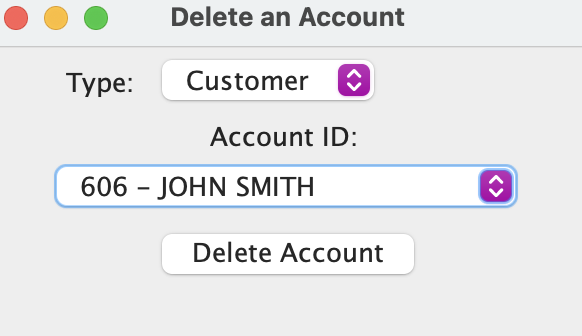 Delete an Account
Type: Customer
Account ID:
606 – JOHN SMITH
Delete Account